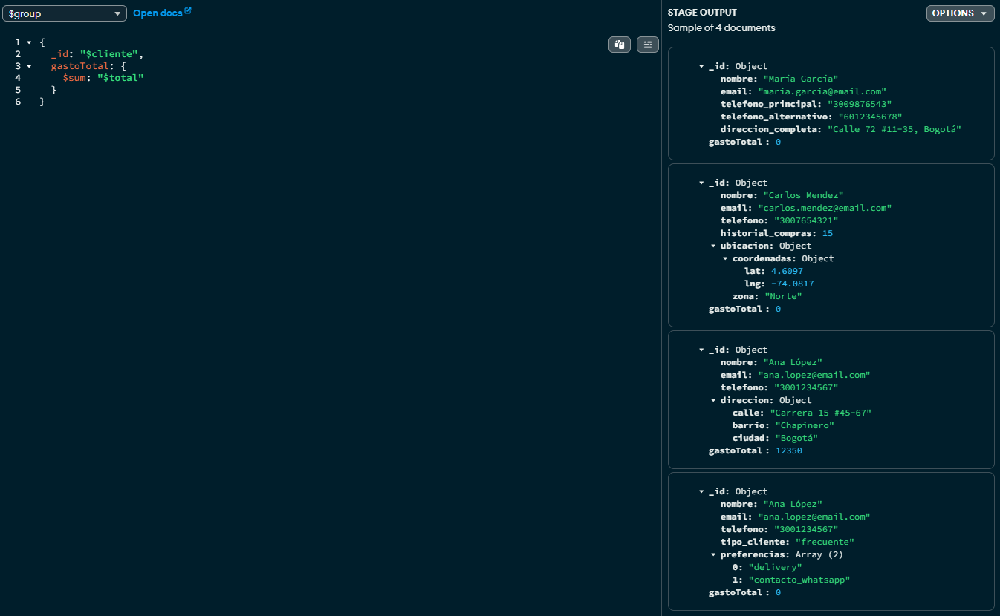 $group
Open docs
1 {
2 _id: "$cliente",
3 gastoTotal: {
4 $sum: "$total"
5 }
6 }
STAGE OUTPUT
OPTIONS
Sample of 4 documents
_id: Object
nombre: "María García"
email: "maria.garcia@email.com"
telefono_principal: "3009876543"
telefono_alternativo: "6012345678"
direccion_completa: "Calle 72 #11-35, Bogotá"
gastoTotal : 0
_id: Object
nombre: "Carlos Mendez"
email: "carlos.mendez@email.com"
telefono: "3007654321"
historial_compras: 15
ubicacion: Object
coordenadas: Object
lat: 4.6097
lng: -74.0817
zona: "Norte"
gastoTotal : 0
_id: Object
nombre: "Ana López"
email: "ana.lopez@email.com"
telefono: "3001234567"
direccion: Object
calle: "Carrera 15 #45-67"
barrio: "Chapinero"
ciudad: "Bogotá"
gastoTotal : 12350
_id: Object
nombre: "Ana López"
email: "ana.lopez@email.com"
telefono: "3001234567"
tipo_cliente: "frecuente"
preferencias: Array (2)
0: "delivery"
1: "contacto_whatsapp"
gastoTotal : 0